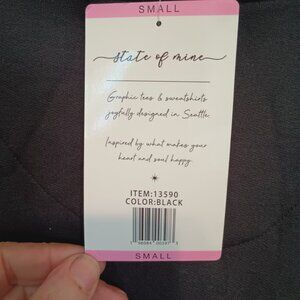 SMALL
state of mine
Graphic teas & sweatshirts
joyfully designed in Seattle.
Inspired by what makes your
heart and soul happy.
ITEM:13590
COLOR:BLACK
SMALL